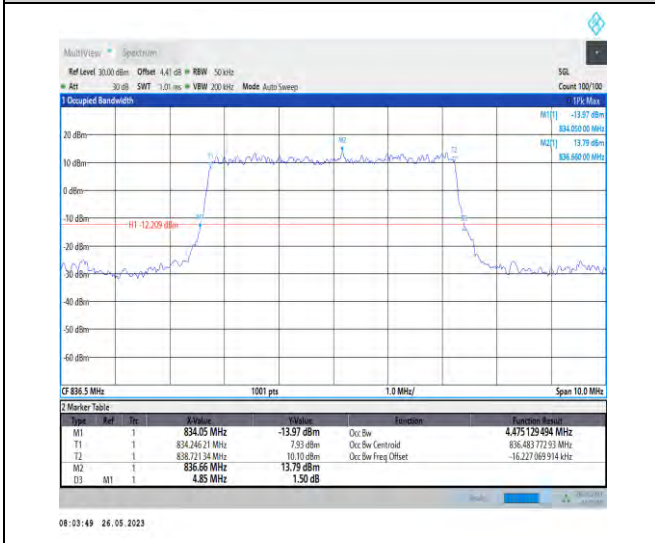 MultiView Spectrum
Ref Level 30.00 dBm Offset 4.41 dB RBW 50 kHz SGL
Att 30 dB SWT 1.01 ms VBW 200 kHz Mode Auto Sweep Count 100/100
1 Occupied Bandwidth 1Pk Max
M1[1] -13.97 dBm
834.050 00 MHz
M2[1] 13.79 dBm
836.660 00 MHz
20 dBm
M2
T1 T2
10 dBm
0 dBm
-10 dBm
H1 -12.209 dBm
-20 dBm
-30 dBm
-40 dBm
-50 dBm
-60 dBm
CF 836.5 MHz 1001 pts 1.0 MHz/ Span 10.0 MHz
2 Marker Table
Type Ref Trc X-Value Y-Value Function Function Result
M1 1 834.05 MHz -13.97 dBm Occ Bw 4.475 129 494 MHz
T1 1 834.246 21 MHz 7.93 dBm Occ Bw Centroid 836.483 772 93 MHz
T2 1 838.721 34 MHz 10.10 dBm Occ Bw Freq Offset -16.227 069 914 kHz
M2 1 836.66 MHz 13.79 dBm
D3 M1 1 4.85 MHz 1.50 dB
08:03:49 26.05.2023